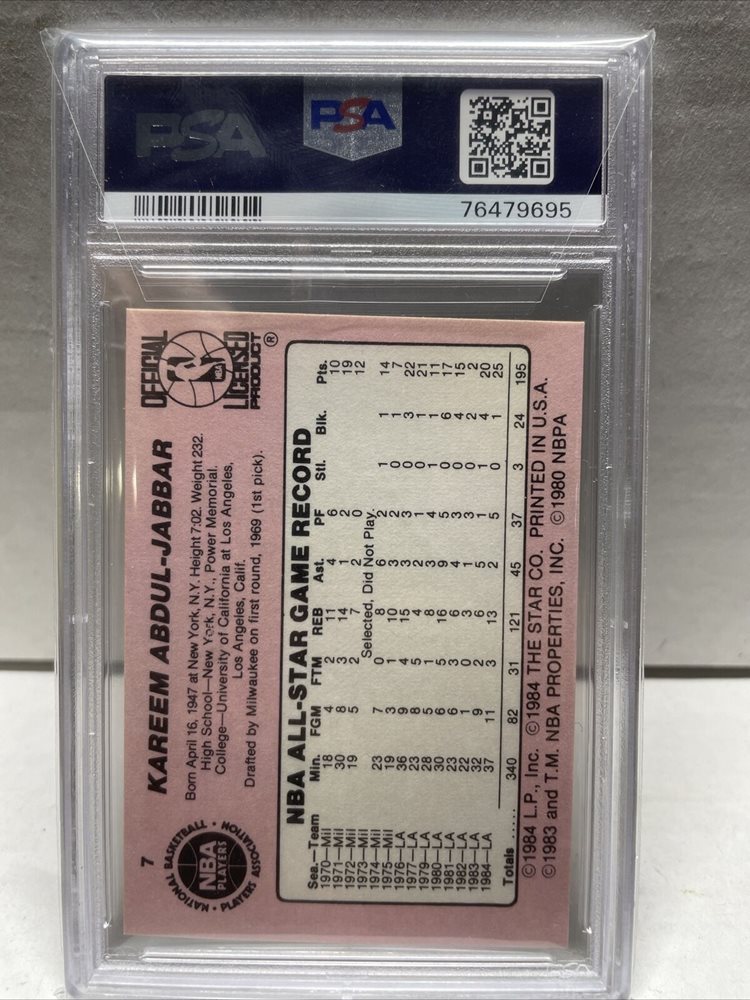 PSA
PSA
76479695
7
KAREEM ABDUL-JABBAR
NATIONAL BASKETBALL
NBA
PLAYERS
PLAYERS ASSOCIATION
OFFICIAL
NBA
LICENSED
PRODUCT ®
Born April 16, 1947 at New York, N.Y. Height 7:02. Weight 232.
High School—New York, N.Y., Power Memorial.
College—University of California at Los Angeles,
Los Angeles, Calif.
Drafted by Milwaukee on first round, 1969 (1st pick).
NBA ALL-STAR GAME RECORD
Sea.—Team Min. FGM FTM REB Ast. PF Stl. Blk. Pts.
1970—Mil 18 4 2 11 4 6 10
1971—Mil 30 8 3 14 1 2 19
1972—Mil 19 5 2 7 2 0 12
1973—Mil Selected, Did Not Play.
1974—Mil 23 7 0 8 6 2 1 1 14
1975—Mil 19 3 1 10 3 2 0 1 7
1976—LA 36 9 4 15 3 3 0 3 22
1977—LA 23 8 5 4 2 1 0 1 21
1979—LA 28 5 1 8 3 4 1 1 11
1980—LA 30 6 5 16 9 5 0 6 17
1981—LA 23 6 3 6 4 3 0 4 15
1982—LA 22 1 0 3 1 3 0 2 2
1983—LA 32 9 2 6 5 1 1 4 20
1984—LA 37 11 3 13 2 5 0 1 25
Totals ..... 340 82 31 121 45 37 3 24 195
©1984 L.P., Inc. ©1984 THE STAR CO. PRINTED IN U.S.A.
©1983 and T.M. NBA PROPERTIES, INC. ©1980 NBPA